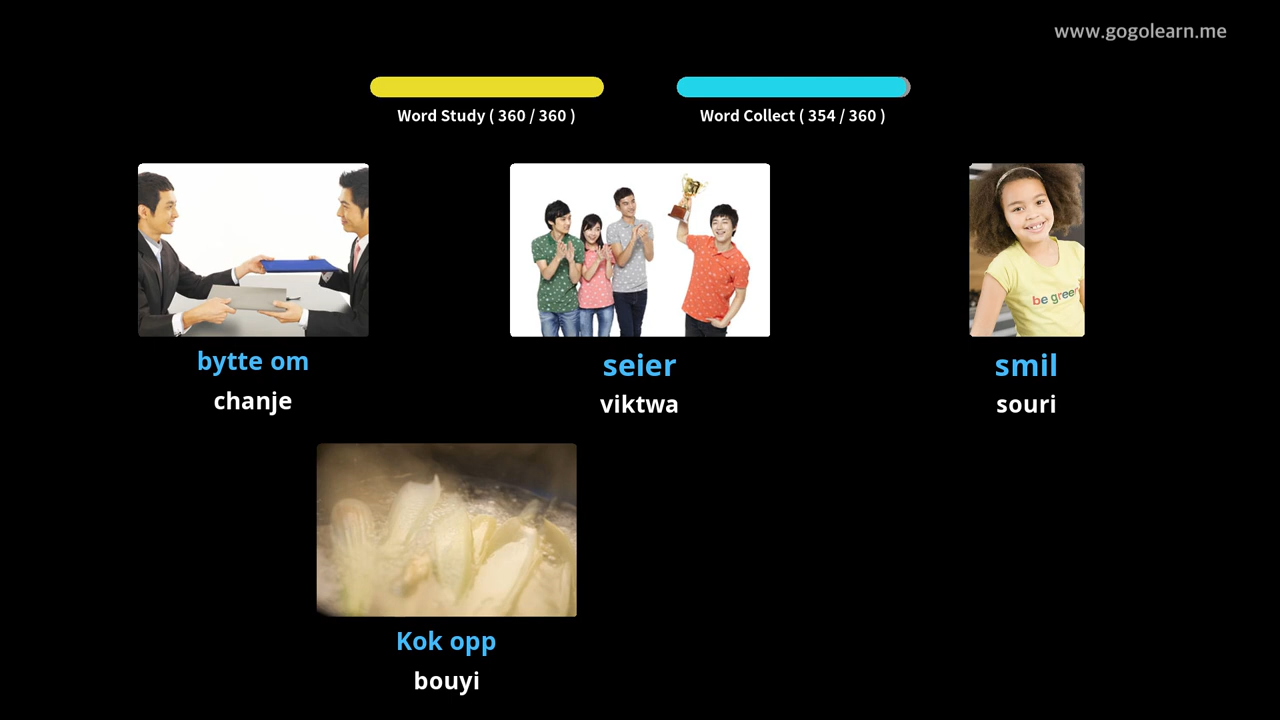 www.gogolearn.me
Word Study ( 360 / 360 )
Word Collect ( 354 / 360 )
be green
bytte om
chanje
seier
viktwa
smil
souri
Kok opp
bouyi